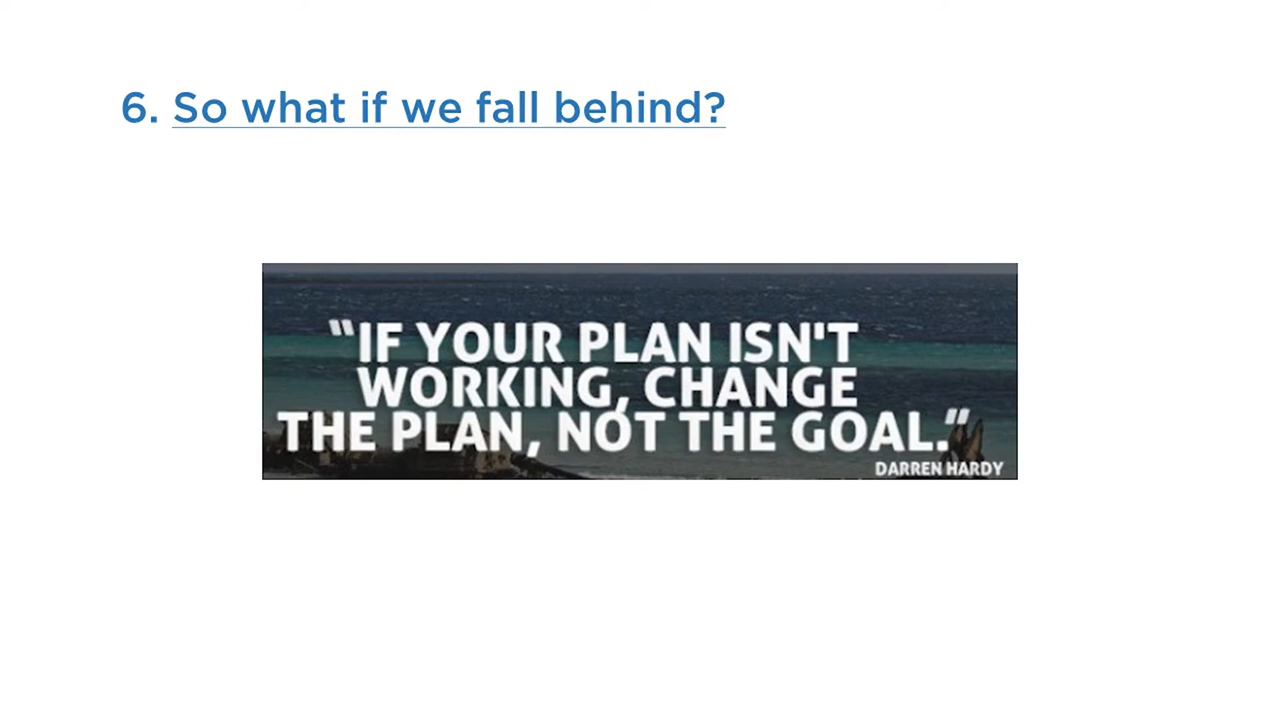 6. So what if we fall behind?
"IF YOUR PLAN ISN'T
WORKING, CHANGE
THE PLAN, NOT THE GOAL."
DARREN HARDY